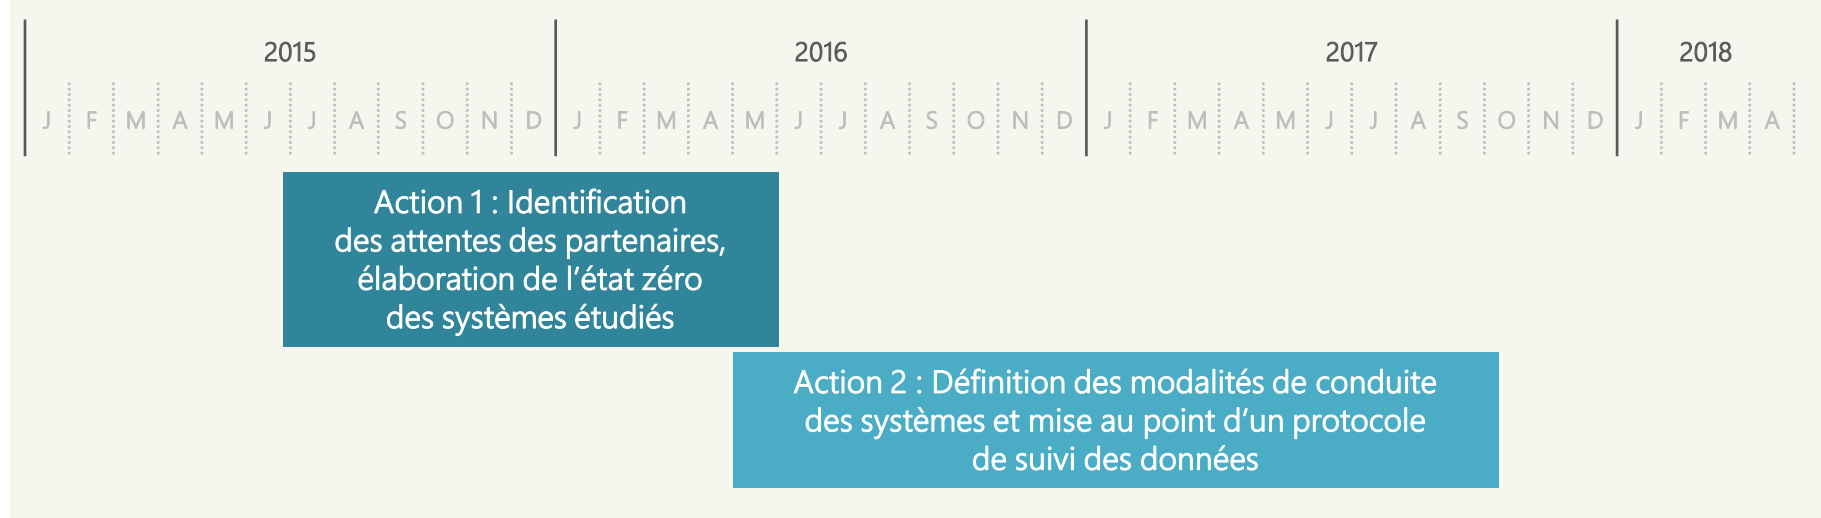 2015 2016 2017 2018
J F M A M J J A S O N D J F M A M J J A S O N D J F M A M J J A S O N D J F M A
Action 1 : Identification
des attentes des partenaires,
élaboration de l’état zéro
des systèmes étudiés
Action 2 : Définition des modalités de conduite
des systèmes et mise au point d’un protocole
de suivi des données